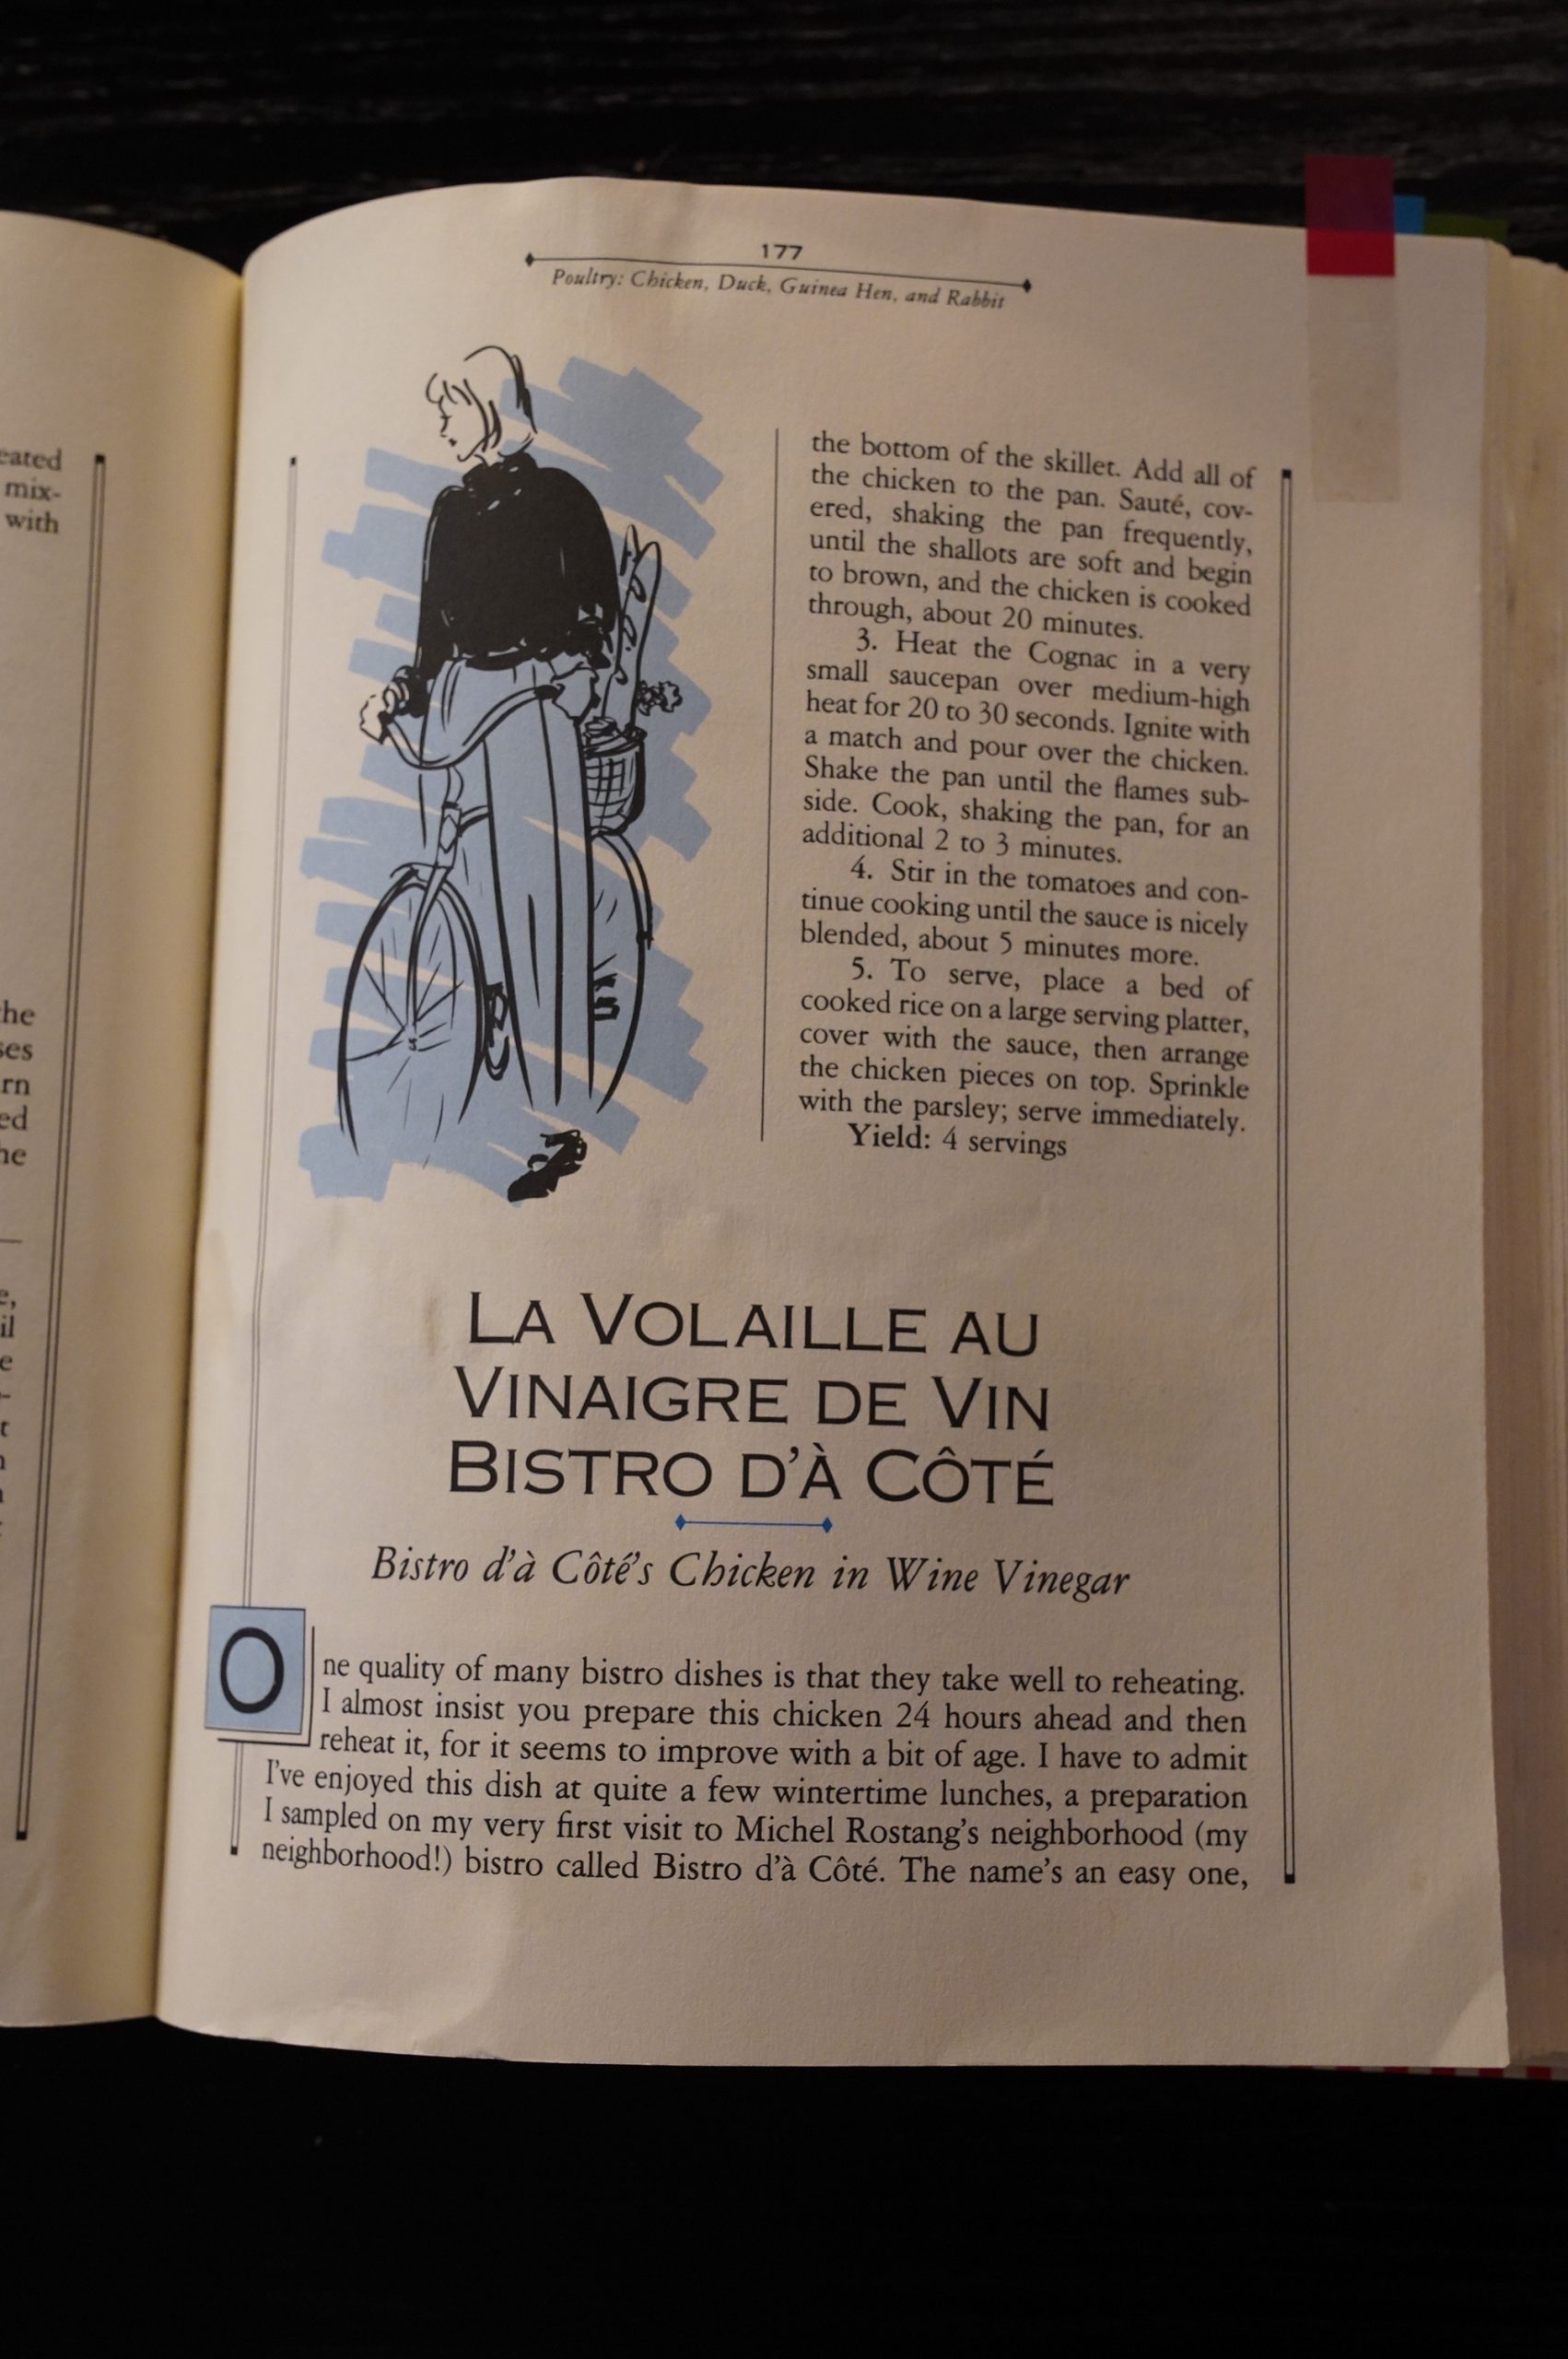 eated
mix-
with
the
ses
rn
ed
he
il
177
Poultry: Chicken, Duck, Guinea Hen, and Rabbit
the bottom of the skillet. Add all of
the chicken to the pan. Sauté, cov-
ered, shaking the pan frequently,
until the shallots are soft and begin
to brown, and the chicken is cooked
through, about 20 minutes.
3. Heat the Cognac in a very
small saucepan over medium-high
heat for 20 to 30 seconds. Ignite with
a match and pour over the chicken.
Shake the pan until the flames sub-
side. Cook, shaking the pan, for an
additional 2 to 3 minutes.
4. Stir in the tomatoes and con-
tinue cooking until the sauce is nicely
blended, about 5 minutes more.
5. To serve, place a bed of
cooked rice on a large serving platter,
cover with the sauce, then arrange
the chicken pieces on top. Sprinkle
with the parsley; serve immediately.
Yield: 4 servings
LA VOLAILLE AU
VINAIGRE DE VIN
BISTRO D'À CÔTÉ
Bistro d'à Côté's Chicken in Wine Vinegar
One quality of many bistro dishes is that they take well to reheating.
I almost insist you prepare this chicken 24 hours ahead and then
reheat it, for it seems to improve with a bit of age. I have to admit
I've enjoyed this dish at quite a few wintertime lunches, a preparation
I sampled on my very first visit to Michel Rostang's neighborhood (my
neighborhood!) bistro called Bistro d'à Côté. The name's an easy one,